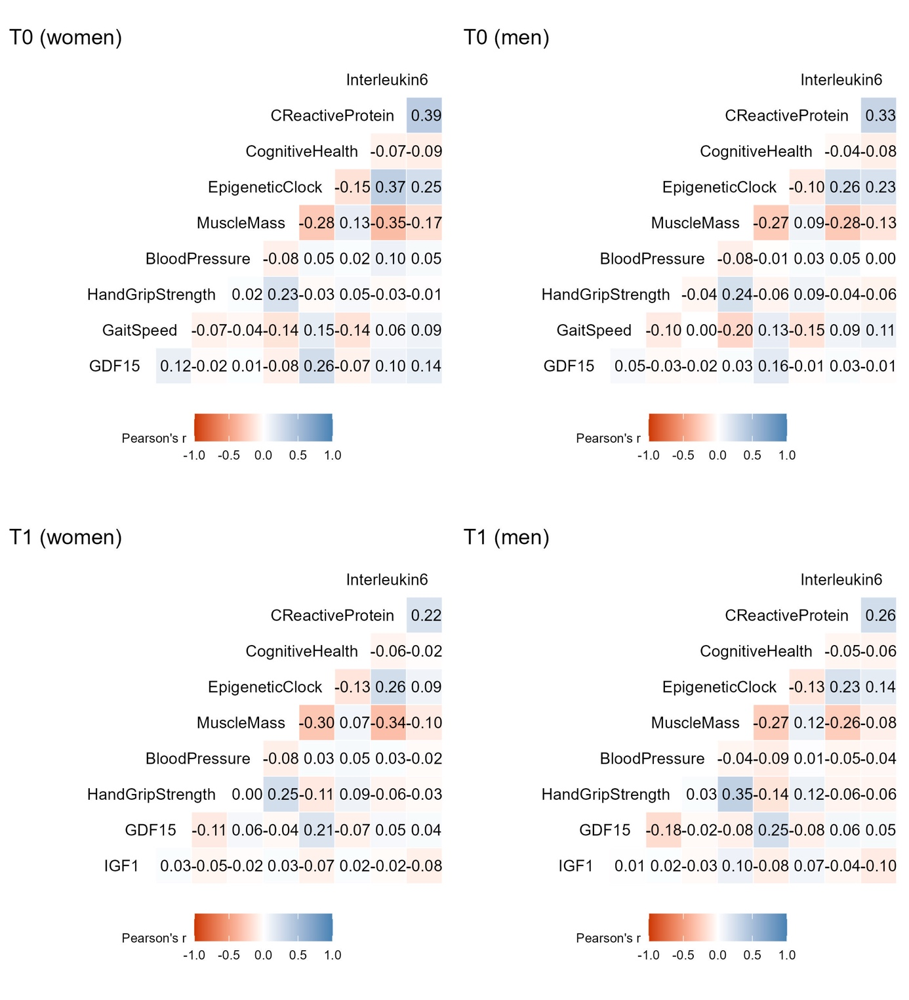 T0 (women)
Interleukin6
CReactiveProtein 0.39
CognitiveHealth -0.07 -0.09
EpigeneticClock -0.15 0.37 0.25
MuscleMass -0.28 0.13 -0.35 -0.17
BloodPressure -0.08 0.05 0.02 0.10 0.05
HandGripStrength 0.02 0.23 -0.03 0.05 -0.03 -0.01
GaitSpeed -0.07 -0.04 -0.14 0.15 -0.14 0.06 0.09
GDF15 0.12 -0.02 0.01 -0.08 0.26 -0.07 0.10 0.14
Pearson's r
-1.0 -0.5 0.0 0.5 1.0
T0 (men)
Interleukin6
CReactiveProtein 0.33
CognitiveHealth -0.04 -0.08
EpigeneticClock -0.10 0.26 0.23
MuscleMass -0.27 0.09 -0.28 -0.13
BloodPressure -0.08 -0.01 0.03 0.05 0.00
HandGripStrength -0.04 0.24 -0.06 0.09 -0.04 -0.06
GaitSpeed -0.10 0.00 -0.20 0.13 -0.15 0.09 0.11
GDF15 0.05 -0.03 -0.02 0.03 0.16 -0.01 0.03 -0.01
Pearson's r
-1.0 -0.5 0.0 0.5 1.0
T1 (women)
Interleukin6
CReactiveProtein 0.22
CognitiveHealth -0.06 -0.02
EpigeneticClock -0.13 0.26 0.09
MuscleMass -0.30 0.07 -0.34 -0.10
BloodPressure -0.08 0.03 0.05 0.03 -0.02
HandGripStrength 0.00 0.25 -0.11 0.09 -0.06 -0.03
GDF15 -0.11 0.06 -0.04 0.21 -0.07 0.05 0.04
IGF1 0.03 -0.05 -0.02 0.03 -0.07 0.02 -0.02 -0.08
Pearson's r
-1.0 -0.5 0.0 0.5 1.0
T1 (men)
Interleukin6
CReactiveProtein 0.26
CognitiveHealth -0.05 -0.06
EpigeneticClock -0.13 0.23 0.14
MuscleMass -0.27 0.12 -0.26 -0.08
BloodPressure -0.04 -0.09 0.01 -0.05 -0.04
HandGripStrength 0.03 0.35 -0.14 0.12 -0.06 -0.06
GDF15 -0.18 -0.02 -0.08 0.25 -0.08 0.06 0.05
IGF1 0.01 0.02 -0.03 0.10 -0.08 0.07 -0.04 -0.10
Pearson's r
-1.0 -0.5 0.0 0.5 1.0